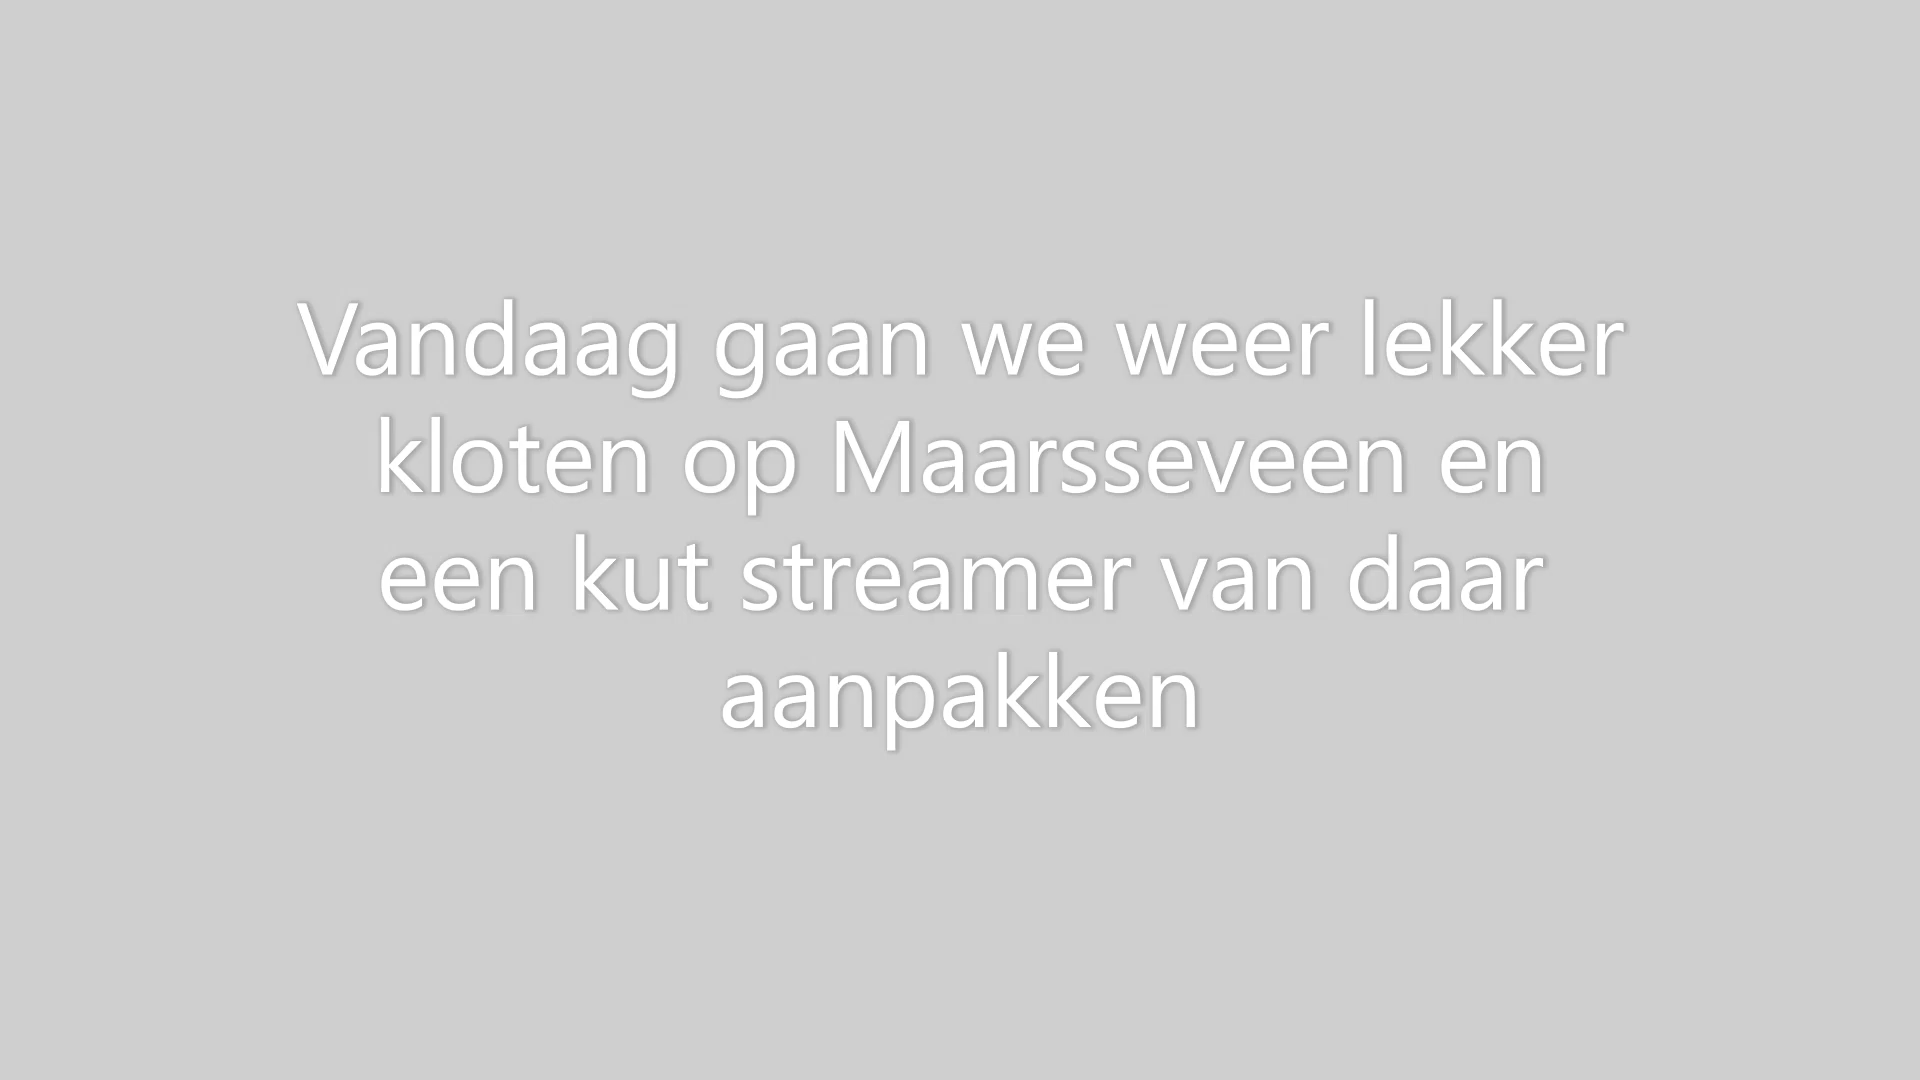 Vandaag gaan we weer lekker
kloten op Maarsseveen en
een kut streamer van daar
aanpakken